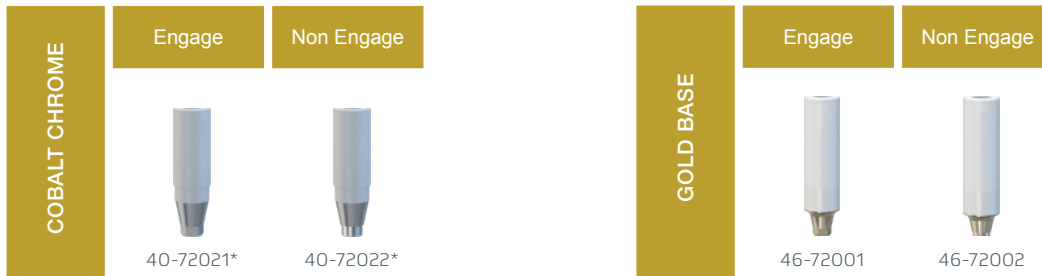 COBALT CHROME
Engage
Non Engage
40-72021*
40-72022*
GOLD BASE
Engage
Non Engage
46-72001
46-72002